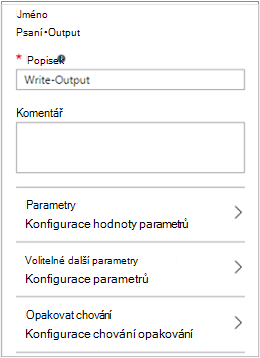 Jméno
Psaní·Output
* Popisek
Write-Output
Komentář
Parametry
Konfigurace hodnoty parametrů
Volitelné další parametry
Konfigurace parametrů
Opakovat chování
Konfigurace chování opakování